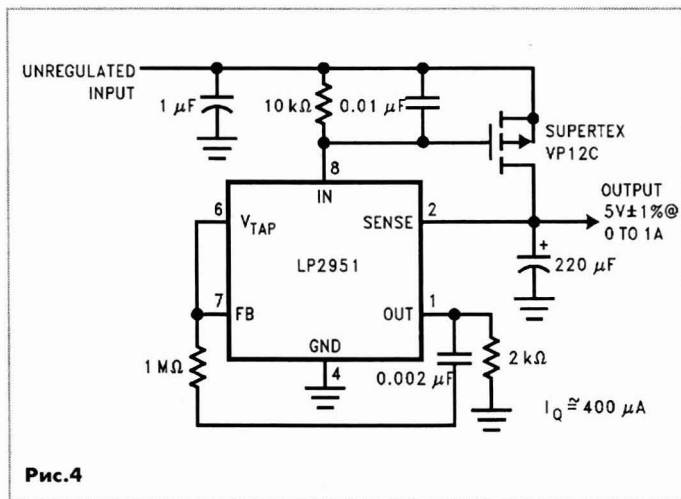 UNREGULATED
INPUT
1 μF
10 kΩ
0.01 μF
SUPERTEX
VP12C
8
IN
6
V_TAP
SENSE
2
OUTPUT
5V±1%@
0 TO 1A
LP2951
+
220 μF
7
FB
OUT
1
GND
4
1 MΩ
0.002 μF
2 kΩ
I_Q ≅ 400 μA
Рис.4